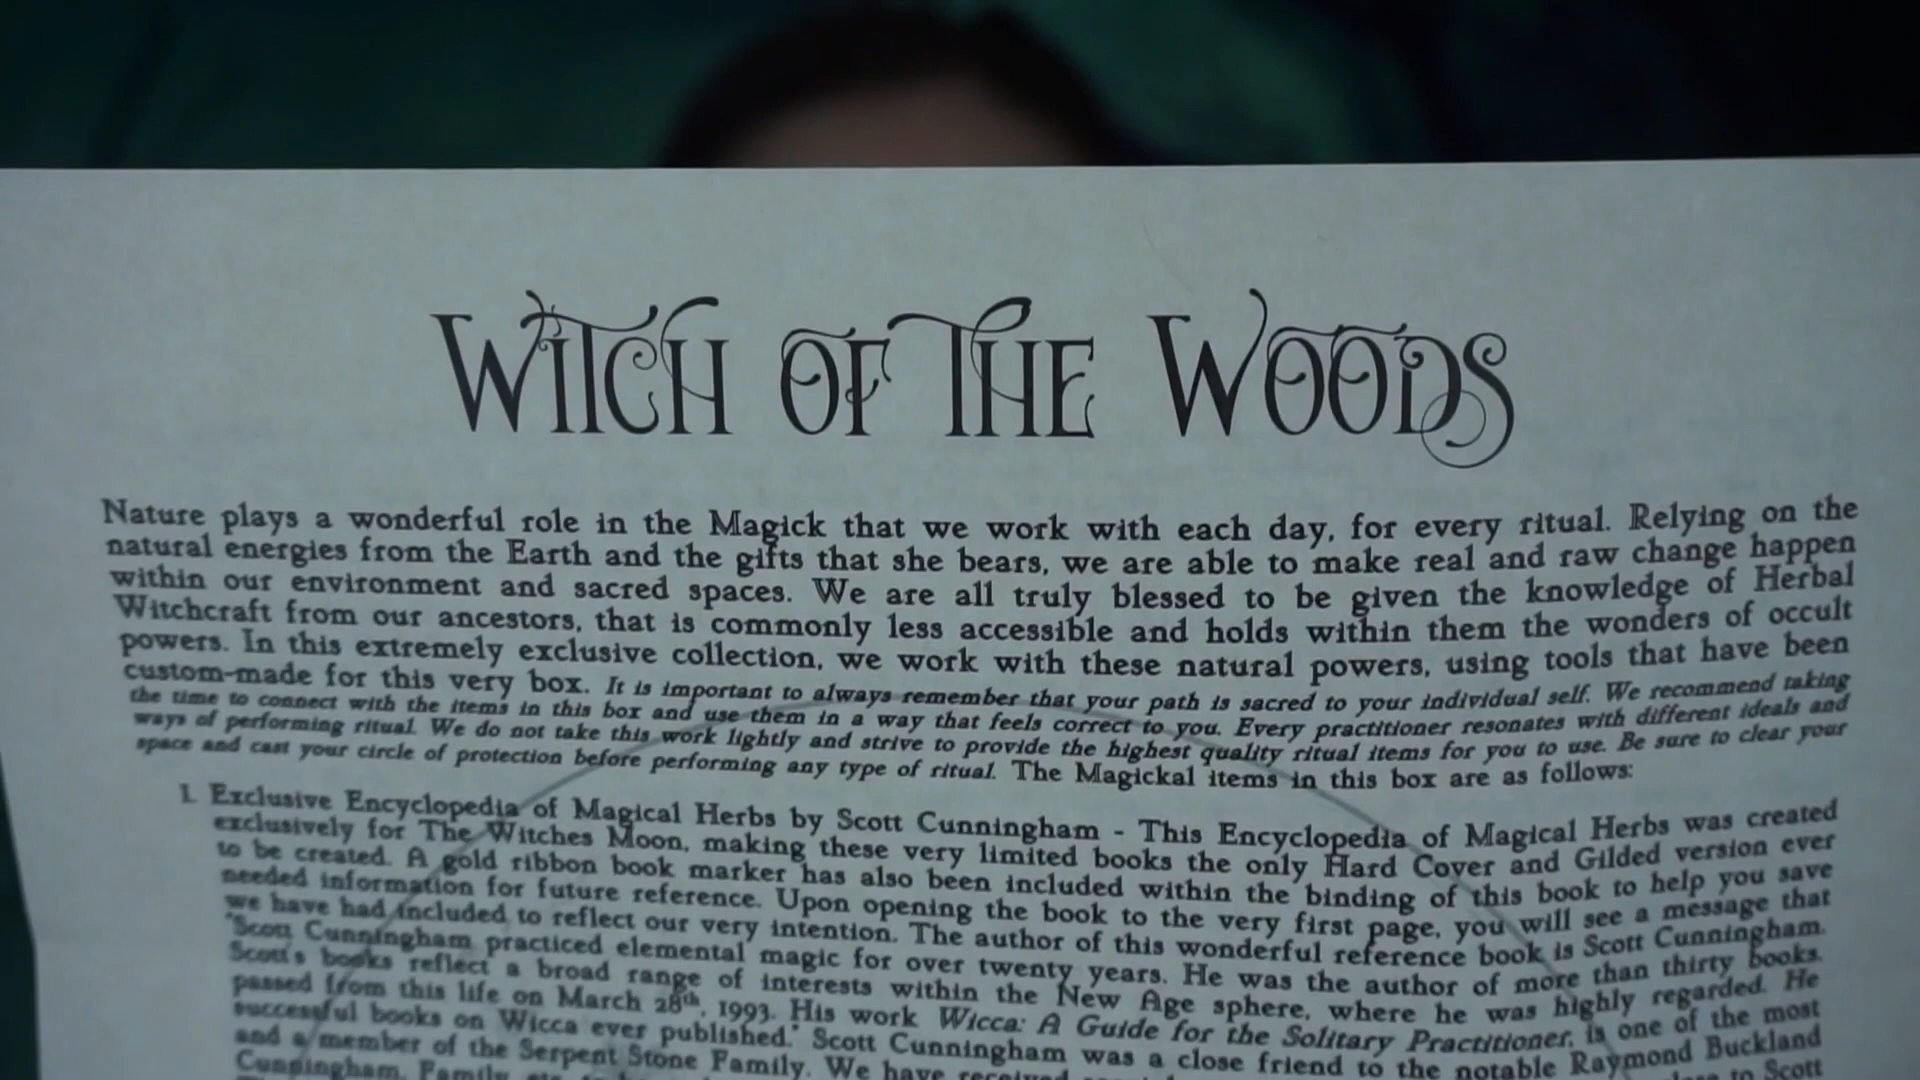 WITCH OF THE WOODS
Nature plays a wonderful role in the Magick that we work with each day, for every ritual. Relying on the
natural energies from the Earth and the gifts that she bears, we are able to make real and raw change happen
within our environment and sacred spaces. We are all truly blessed to be given the knowledge of Herbal
Witchcraft from our ancestors, that is commonly less accessible and holds within them the wonders of occult
powers. In this extremely exclusive collection, we work with these natural powers, using tools that have been
custom-made for this very box. It is important to always remember that your path is sacred to your individual self. We recommend taking
the time to connect with the items in this box and use them in a way that feels correct to you. Every practitioner resonates with different ideals and
ways of performing ritual. We do not take this work lightly and strive to provide the highest quality ritual items for you to use. Be sure to clear your
space and cast your circle of protection before performing any type of ritual. The Magickal items in this box are as follows:
1. Exclusive Encyclopedia of Magical Herbs by Scott Cunningham - This Encyclopedia of Magical Herbs was created
exclusively for The Witches Moon, making these very limited books the only Hard Cover and Gilded version ever
to be created. A gold ribbon book marker has also been included within the binding of this book to help you save
needed information for future reference. Upon opening the book to the very first page, you will see a message that
we have had included to reflect our very intention. The author of this wonderful reference book is Scott Cunningham.
"Scott Cunningham practiced elemental magic for over twenty years. He was the author of more than thirty books.
Scott's books reflect a broad range of interests within the New Age sphere, where he was highly regarded. He
passed from this life on March 28th, 1993. His work Wicca: A Guide for the Solitary Practitioner, is one of the most
successful books on Wicca ever published." Scott Cunningham was a close friend to the notable Raymond Buckland
and a member of the Serpent Stone Family. We have received
Cunningham Family to Scott